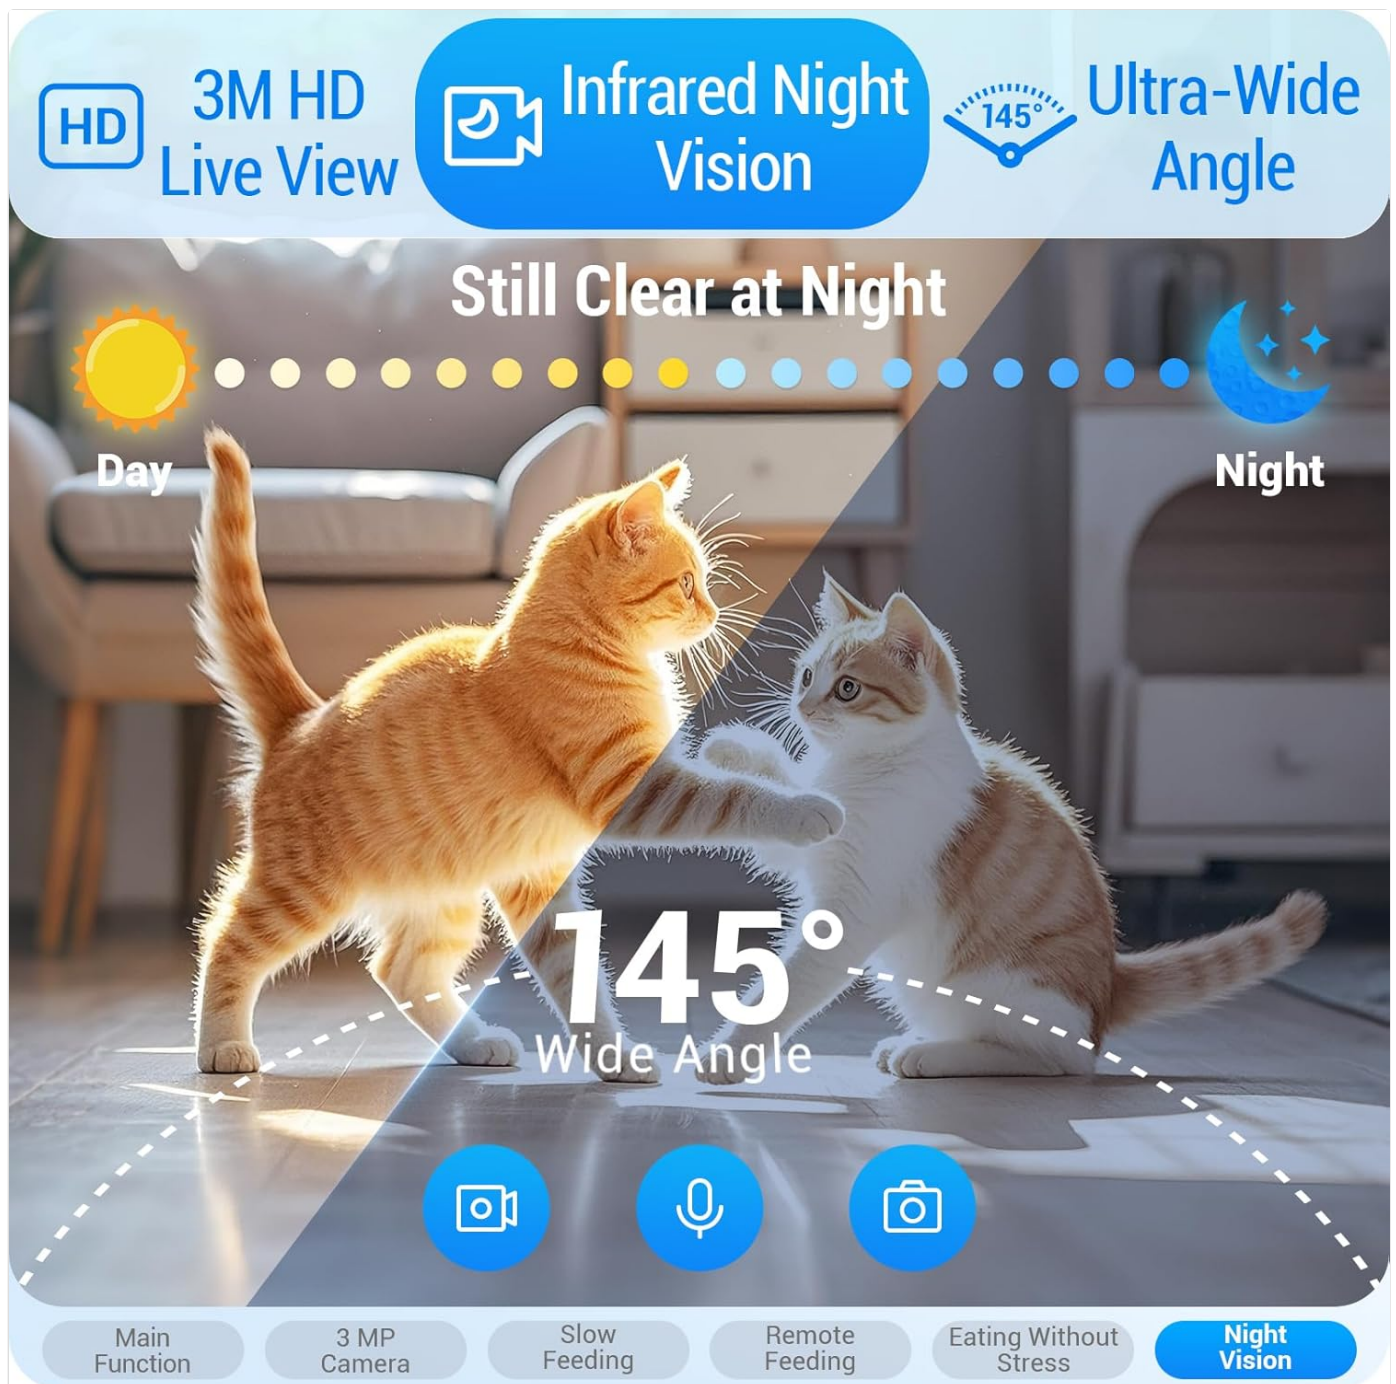 HD
3M HD
Live View
Infrared Night
Vision
145°
Ultra-Wide
Angle
Still Clear at Night
Day
Night
145°
Wide Angle
Main
Function
3 MP
Camera
Slow
Feeding
Remote
Feeding
Eating Without
Stress
Night
Vision